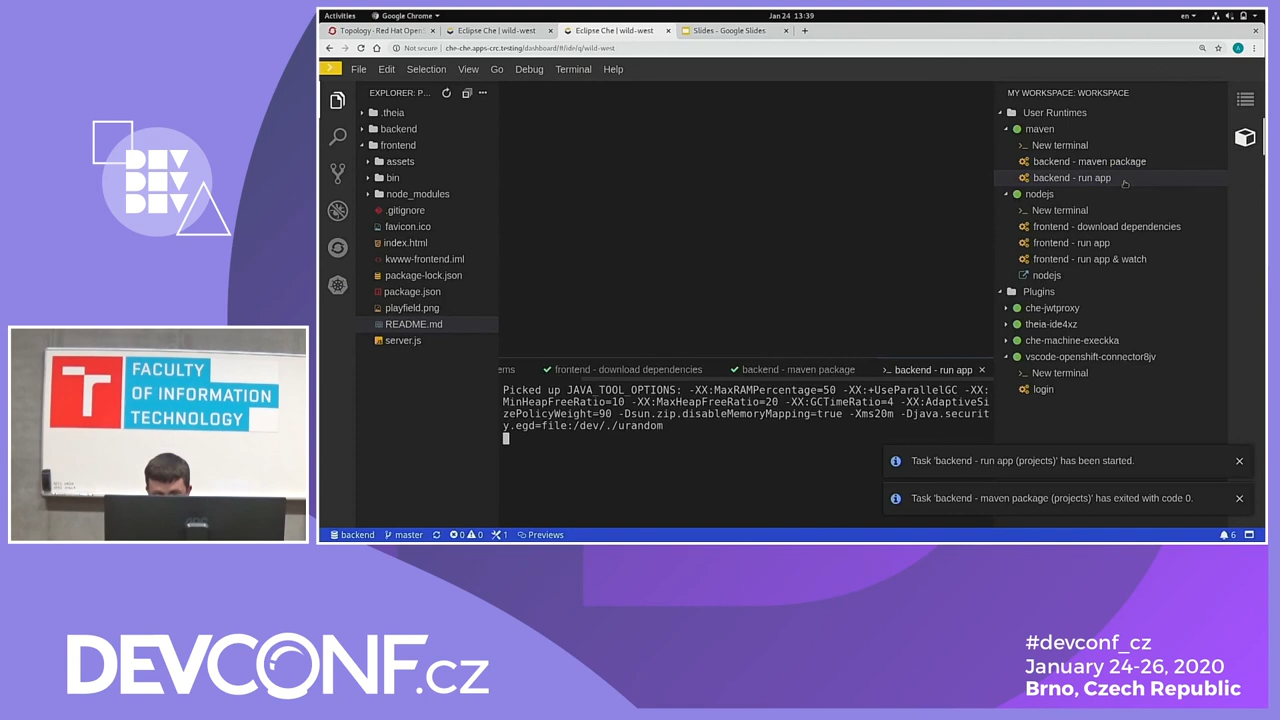 Activities
Google Chrome
Jan 24 13:39
en
Topology - Red Hat Open
Eclipse Che | wild-west
Eclipse Che | wild-west
Slides - Google Slides
Not secure
che-che.apps-crc.testing/dashboard/#/ide/q/wild-west
File Edit Selection View Go Debug Terminal Help
EXPLORER: P...
.theia
backend
frontend
assets
bin
node_modules
.gitignore
favicon.ico
index.html
kwww-frontend.iml
package-lock.json
package.json
playfield.png
README.md
server.js
ems
frontend - download dependencies
backend - maven package
backend - run app
Picked up JAVA_TOOL_OPTIONS: -XX:MaxRAMPercentage=50 -XX:+UseParallelGC -XX:
MinHeapFreeRatio=10 -XX:MaxHeapFreeRatio=20 -XX:GCTimeRatio=4 -XX:AdaptiveSi
zePolicyWeight=90 -Dsun.zip.disableMemoryMapping=true -Xms20m -Djava.securit
y.egd=file:/dev/./urandom
MY WORKSPACE: WORKSPACE
User Runtimes
maven
New terminal
backend - maven package
backend - run app
nodejs
New terminal
frontend - download dependencies
frontend - run app
frontend - run app & watch
nodejs
Plugins
che-jwtproxy
theia-ide4xz
che-machine-execkka
vscode-openshift-connector8jv
New terminal
login
Task 'backend - run app (projects)' has been started.
Task 'backend - maven package (projects)' has exited with code 0.
backend
master
0
0
1
Previews
6
DEV
DEV
DEV
FACULTY
OF INFORMATION
TECHNOLOGY
DEVCONF.cz
#devconf_cz
January 24-26, 2020
Brno, Czech Republic